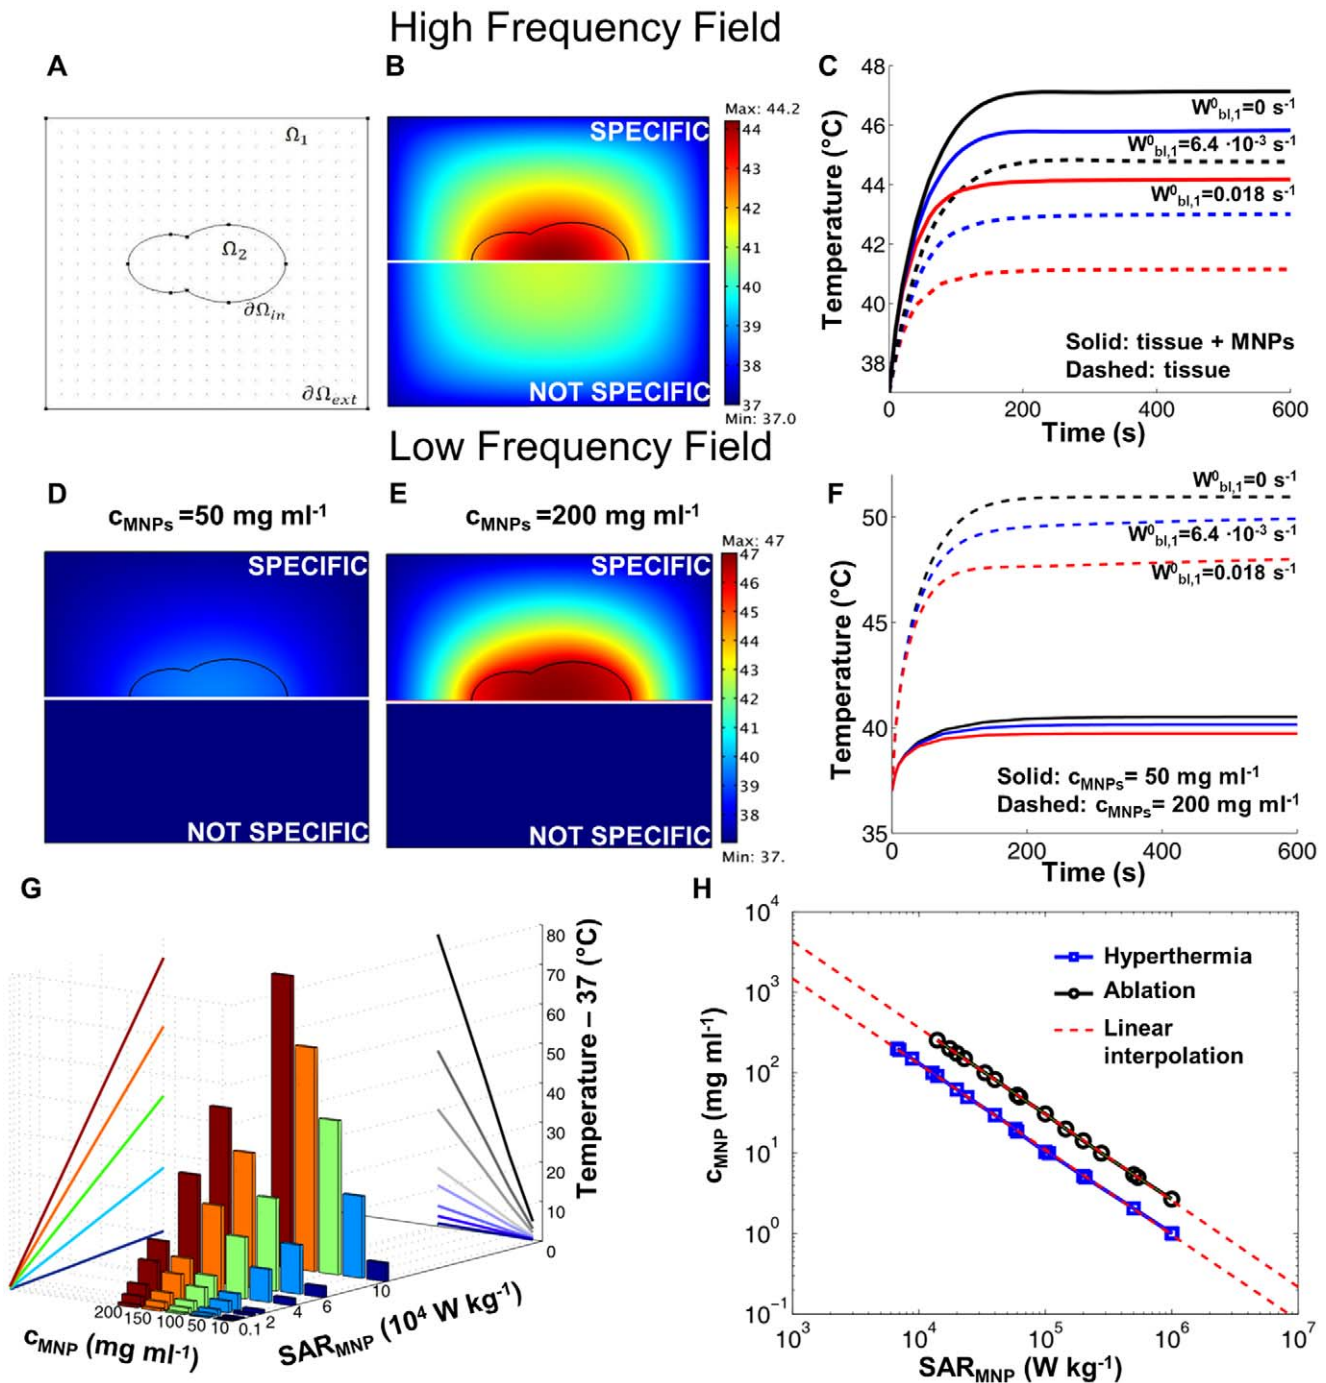 High Frequency Field
A
Ω1
Ω2
∂Ωin
∂Ωext
B
SPECIFIC
NOT SPECIFIC
Max: 44.2
44
43
42
41
40
39
38
37
Min: 37.0
C
Temperature (°C)
48
46
44
42
40
38
W⁰bl,1=0 s⁻¹
W⁰bl,1=6.4 ·10⁻³ s⁻¹
W⁰bl,1=0.018 s⁻¹
Solid: tissue + MNPs
Dashed: tissue
0 200 400 600
Time (s)
Low Frequency Field
D
cMNPs =50 mg ml⁻¹
SPECIFIC
NOT SPECIFIC
E
cMNPs =200 mg ml⁻¹
SPECIFIC
NOT SPECIFIC
Max: 47
47
46
45
44
43
42
41
40
39
38
Min: 37.
F
Temperature (°C)
50
45
40
35
W⁰bl,1=0 s⁻¹
W⁰bl,1=6.4 ·10⁻³ s⁻¹
W⁰bl,1=0.018 s⁻¹
Solid: cMNPs= 50 mg ml⁻¹
Dashed: cMNPs= 200 mg ml⁻¹
0 200 400 600
Time (s)
G
Temperature – 37 (°C)
80
70
60
50
40
30
20
10
0
200 150 100 50 10 0.1
2 4 6 10
cMNP (mg ml⁻¹)
SARMNP (10⁴ W kg⁻¹)
H
cMNP (mg ml⁻¹)
10⁴
10³
10²
10¹
10⁰
10⁻¹
Hyperthermia
Ablation
Linear
interpolation
10³ 10⁴ 10⁵ 10⁶ 10⁷
SARMNP (W kg⁻¹)